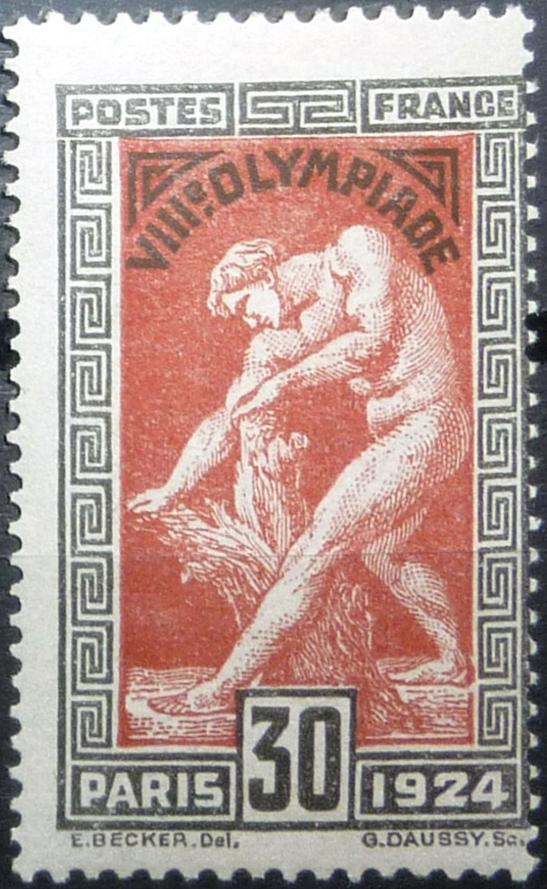 POSTES FRANCE
VIIIe OLYMPIADE
30
PARIS 1924
E.BECKER.Del. G.DAUSSY.Sc.